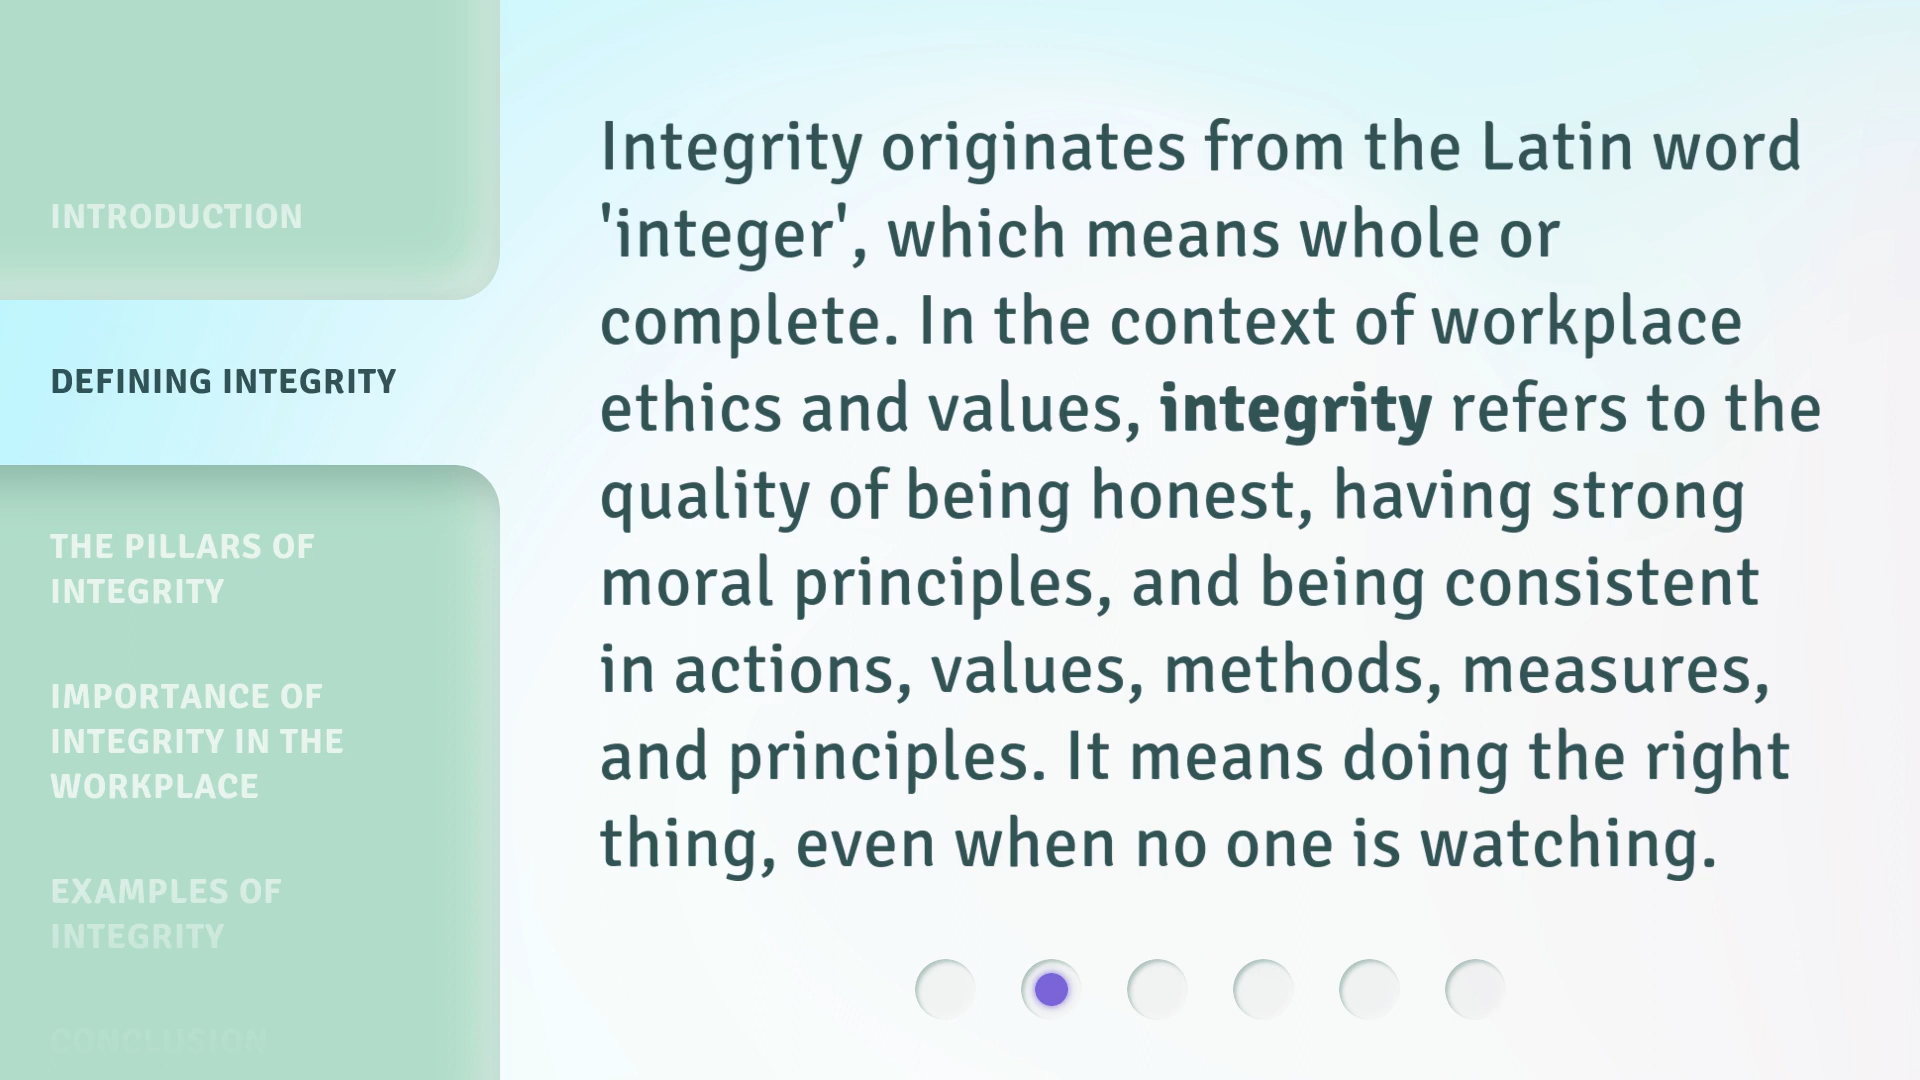 INTRODUCTION
DEFINING INTEGRITY
THE PILLARS OF
INTEGRITY
IMPORTANCE OF
INTEGRITY IN THE
WORKPLACE
EXAMPLES OF
INTEGRITY
CONCLUSION
Integrity originates from the Latin word
'integer', which means whole or
complete. In the context of workplace
ethics and values, integrity refers to the
quality of being honest, having strong
moral principles, and being consistent
in actions, values, methods, measures,
and principles. It means doing the right
thing, even when no one is watching.